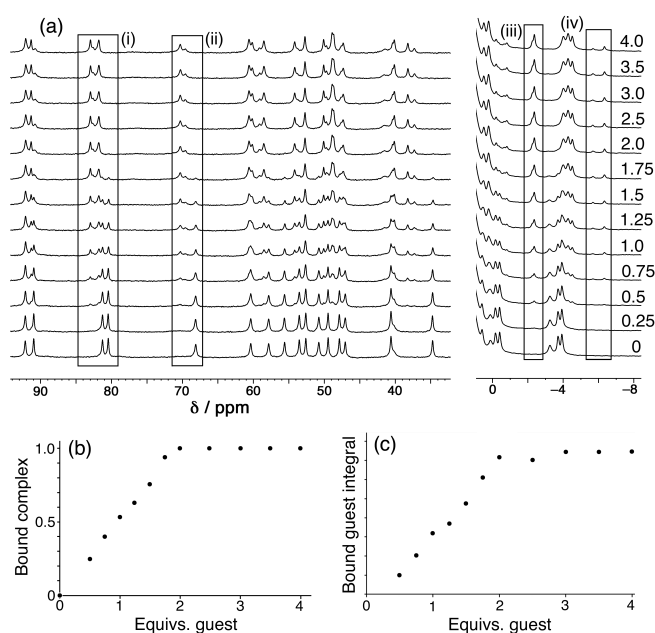 (a)
(i)
(ii)
(iii)
(iv)
4.0
3.5
3.0
2.5
2.0
1.75
1.5
1.25
1.0
0.75
0.5
0.25
0
90 80 70 60 50 40
δ / ppm
0 −4 −8
(b)
1.0
0.5
0
Bound complex
0 1 2 3 4
Equivs. guest
(c)
Bound guest integral
0 1 2 3 4
Equivs. guest